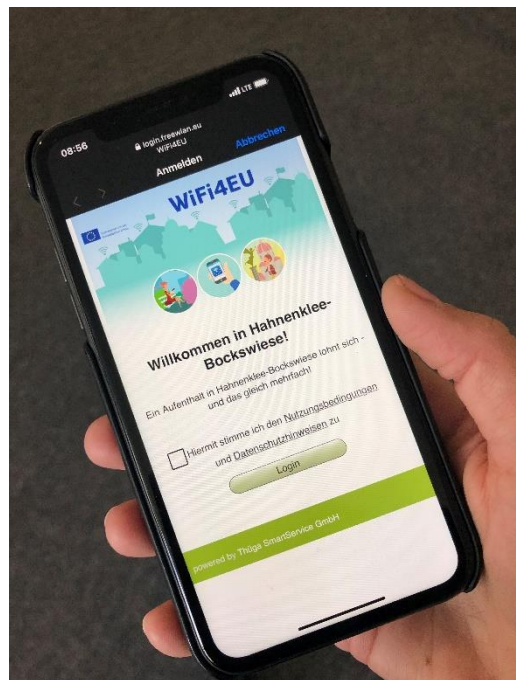 08:56
LTE
login.freewlan.eu
WiFi4EU
Anmelden
Abbrechen
WiFi4EU
Willkommen in Hahnenklee-
Bockswiese!
Ein Aufenthalt in Hahnenklee-Bockswiese lohnt sich -
und das gleich mehrfach!
Hiermit stimme ich den Nutzungsbedingungen
und Datenschutzhinweisen zu
Login
powered by Thüga SmartService GmbH